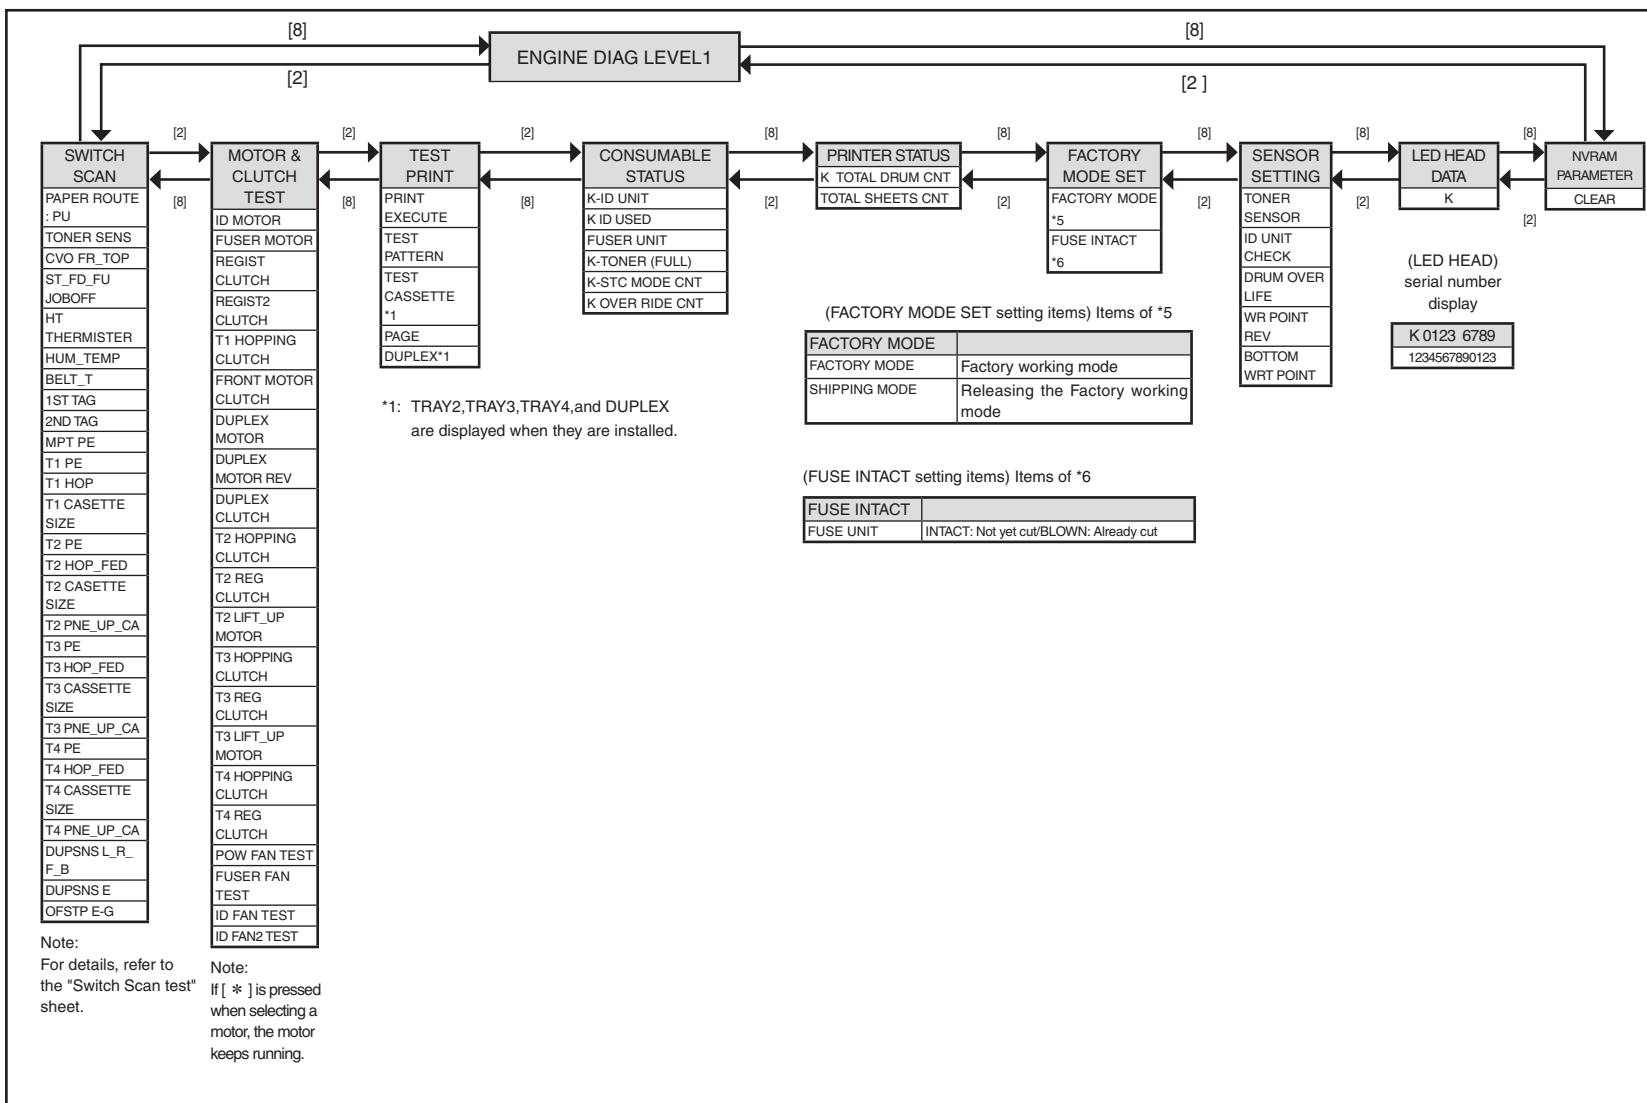 [8]
[8]
ENGINE DIAG LEVEL1
[2]
[2 ]
[2]
[2]
[2]
[8]
[8]
[8]
[8]
[8]
SWITCH
SCAN
PAPER ROUTE
: PU
TONER SENS
CVO FR_TOP
ST_FD_FU
JOBOFF
HT
THERMISTER
HUM_TEMP
BELT_T
1ST TAG
2ND TAG
MPT PE
T1 PE
T1 HOP
T1 CASETTE
SIZE
T2 PE
T2 HOP_FED
T2 CASETTE
SIZE
T2 PNE_UP_CA
T3 PE
T3 HOP_FED
T3 CASSETTE
SIZE
T3 PNE_UP_CA
T4 PE
T4 HOP_FED
T4 CASSETTE
SIZE
T4 PNE_UP_CA
DUPSNS L_R_
F_B
DUPSNS E
OFSTP E-G
Note:
For details, refer to
the "Switch Scan test"
sheet.
[8]
MOTOR &
CLUTCH
TEST
ID MOTOR
FUSER MOTOR
REGIST
CLUTCH
REGIST2
CLUTCH
T1 HOPPING
CLUTCH
FRONT MOTOR
CLUTCH
DUPLEX
MOTOR
DUPLEX
MOTOR REV
DUPLEX
CLUTCH
T2 HOPPING
CLUTCH
T2 REG
CLUTCH
T2 LIFT_UP
MOTOR
T3 HOPPING
CLUTCH
T3 REG
CLUTCH
T3 LIFT_UP
MOTOR
T4 HOPPING
CLUTCH
T4 REG
CLUTCH
POW FAN TEST
FUSER FAN
TEST
ID FAN TEST
ID FAN2 TEST
Note:
If [ * ] is pressed
when selecting a
motor, the motor
keeps running.
[8]
TEST
PRINT
PRINT
EXECUTE
TEST
PATTERN
TEST
CASSETTE
*1
PAGE
DUPLEX*1
*1: TRAY2,TRAY3,TRAY4,and DUPLEX
are displayed when they are installed.
[8]
CONSUMABLE
STATUS
K-ID UNIT
K ID USED
FUSER UNIT
K-TONER (FULL)
K-STC MODE CNT
K OVER RIDE CNT
[2]
PRINTER STATUS
K TOTAL DRUM CNT
TOTAL SHEETS CNT
[2]
FACTORY
MODE SET
FACTORY MODE
*5
FUSE INTACT
*6
[2]
SENSOR
SETTING
TONER
SENSOR
ID UNIT
CHECK
DRUM OVER
LIFE
WR POINT
REV
BOTTOM
WRT POINT
[2]
LED HEAD
DATA
K
[2]
NVRAM
PARAMETER
CLEAR
(LED HEAD)
serial number
display
K 0123 6789
1234567890123
(FACTORY MODE SET setting items) Items of *5
FACTORY MODE
FACTORY MODE Factory working mode
SHIPPING MODE Releasing the Factory working
mode
(FUSE INTACT setting items) Items of *6
FUSE INTACT
FUSE UNIT INTACT: Not yet cut/BLOWN: Already cut